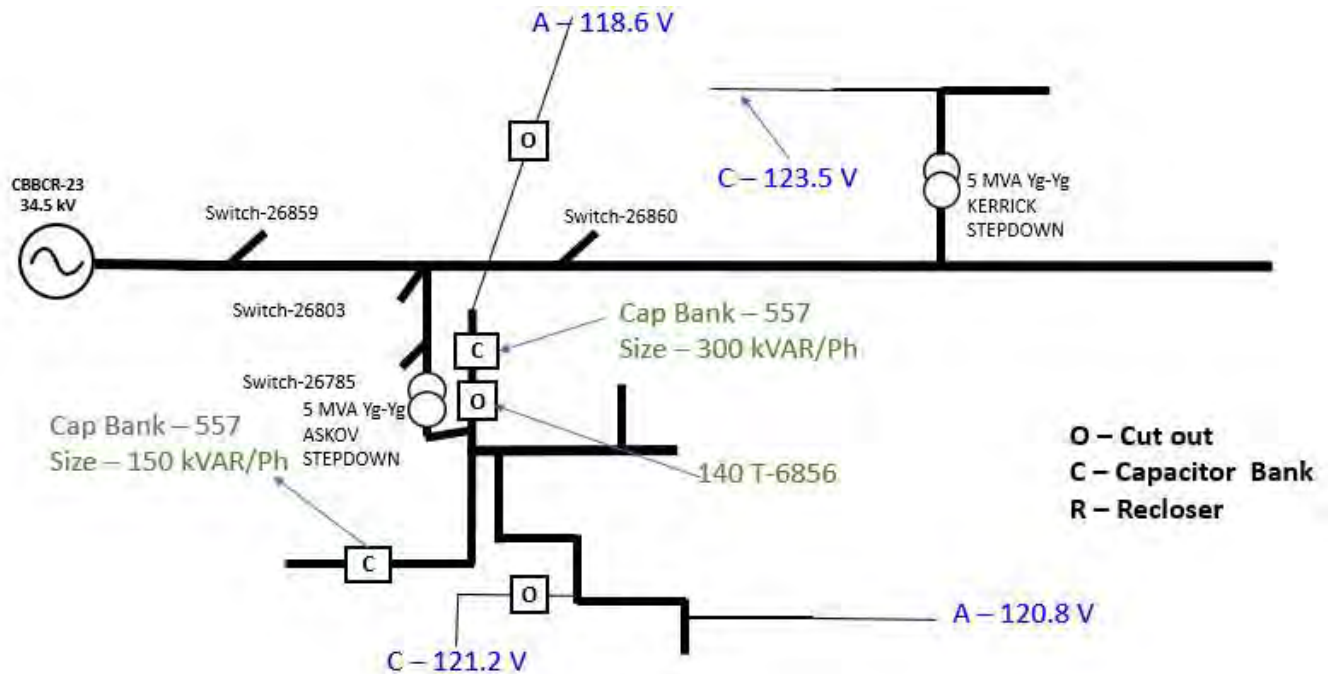 A – 118.6 V
O
C – 123.5 V
CBBCR-23
34.5 kV
Switch-26859
Switch-26860
5 MVA Yg-Yg
KERRICK
STEPDOWN
Switch-26803
Cap Bank – 557
Size – 300 kVAR/Ph
C
Switch-26785
5 MVA Yg-Yg
ASKOV
STEPDOWN
O
Cap Bank – 557
Size – 150 kVAR/Ph
140 T-6856
O – Cut out
C – Capacitor Bank
R – Recloser
C
O
A – 120.8 V
C – 121.2 V